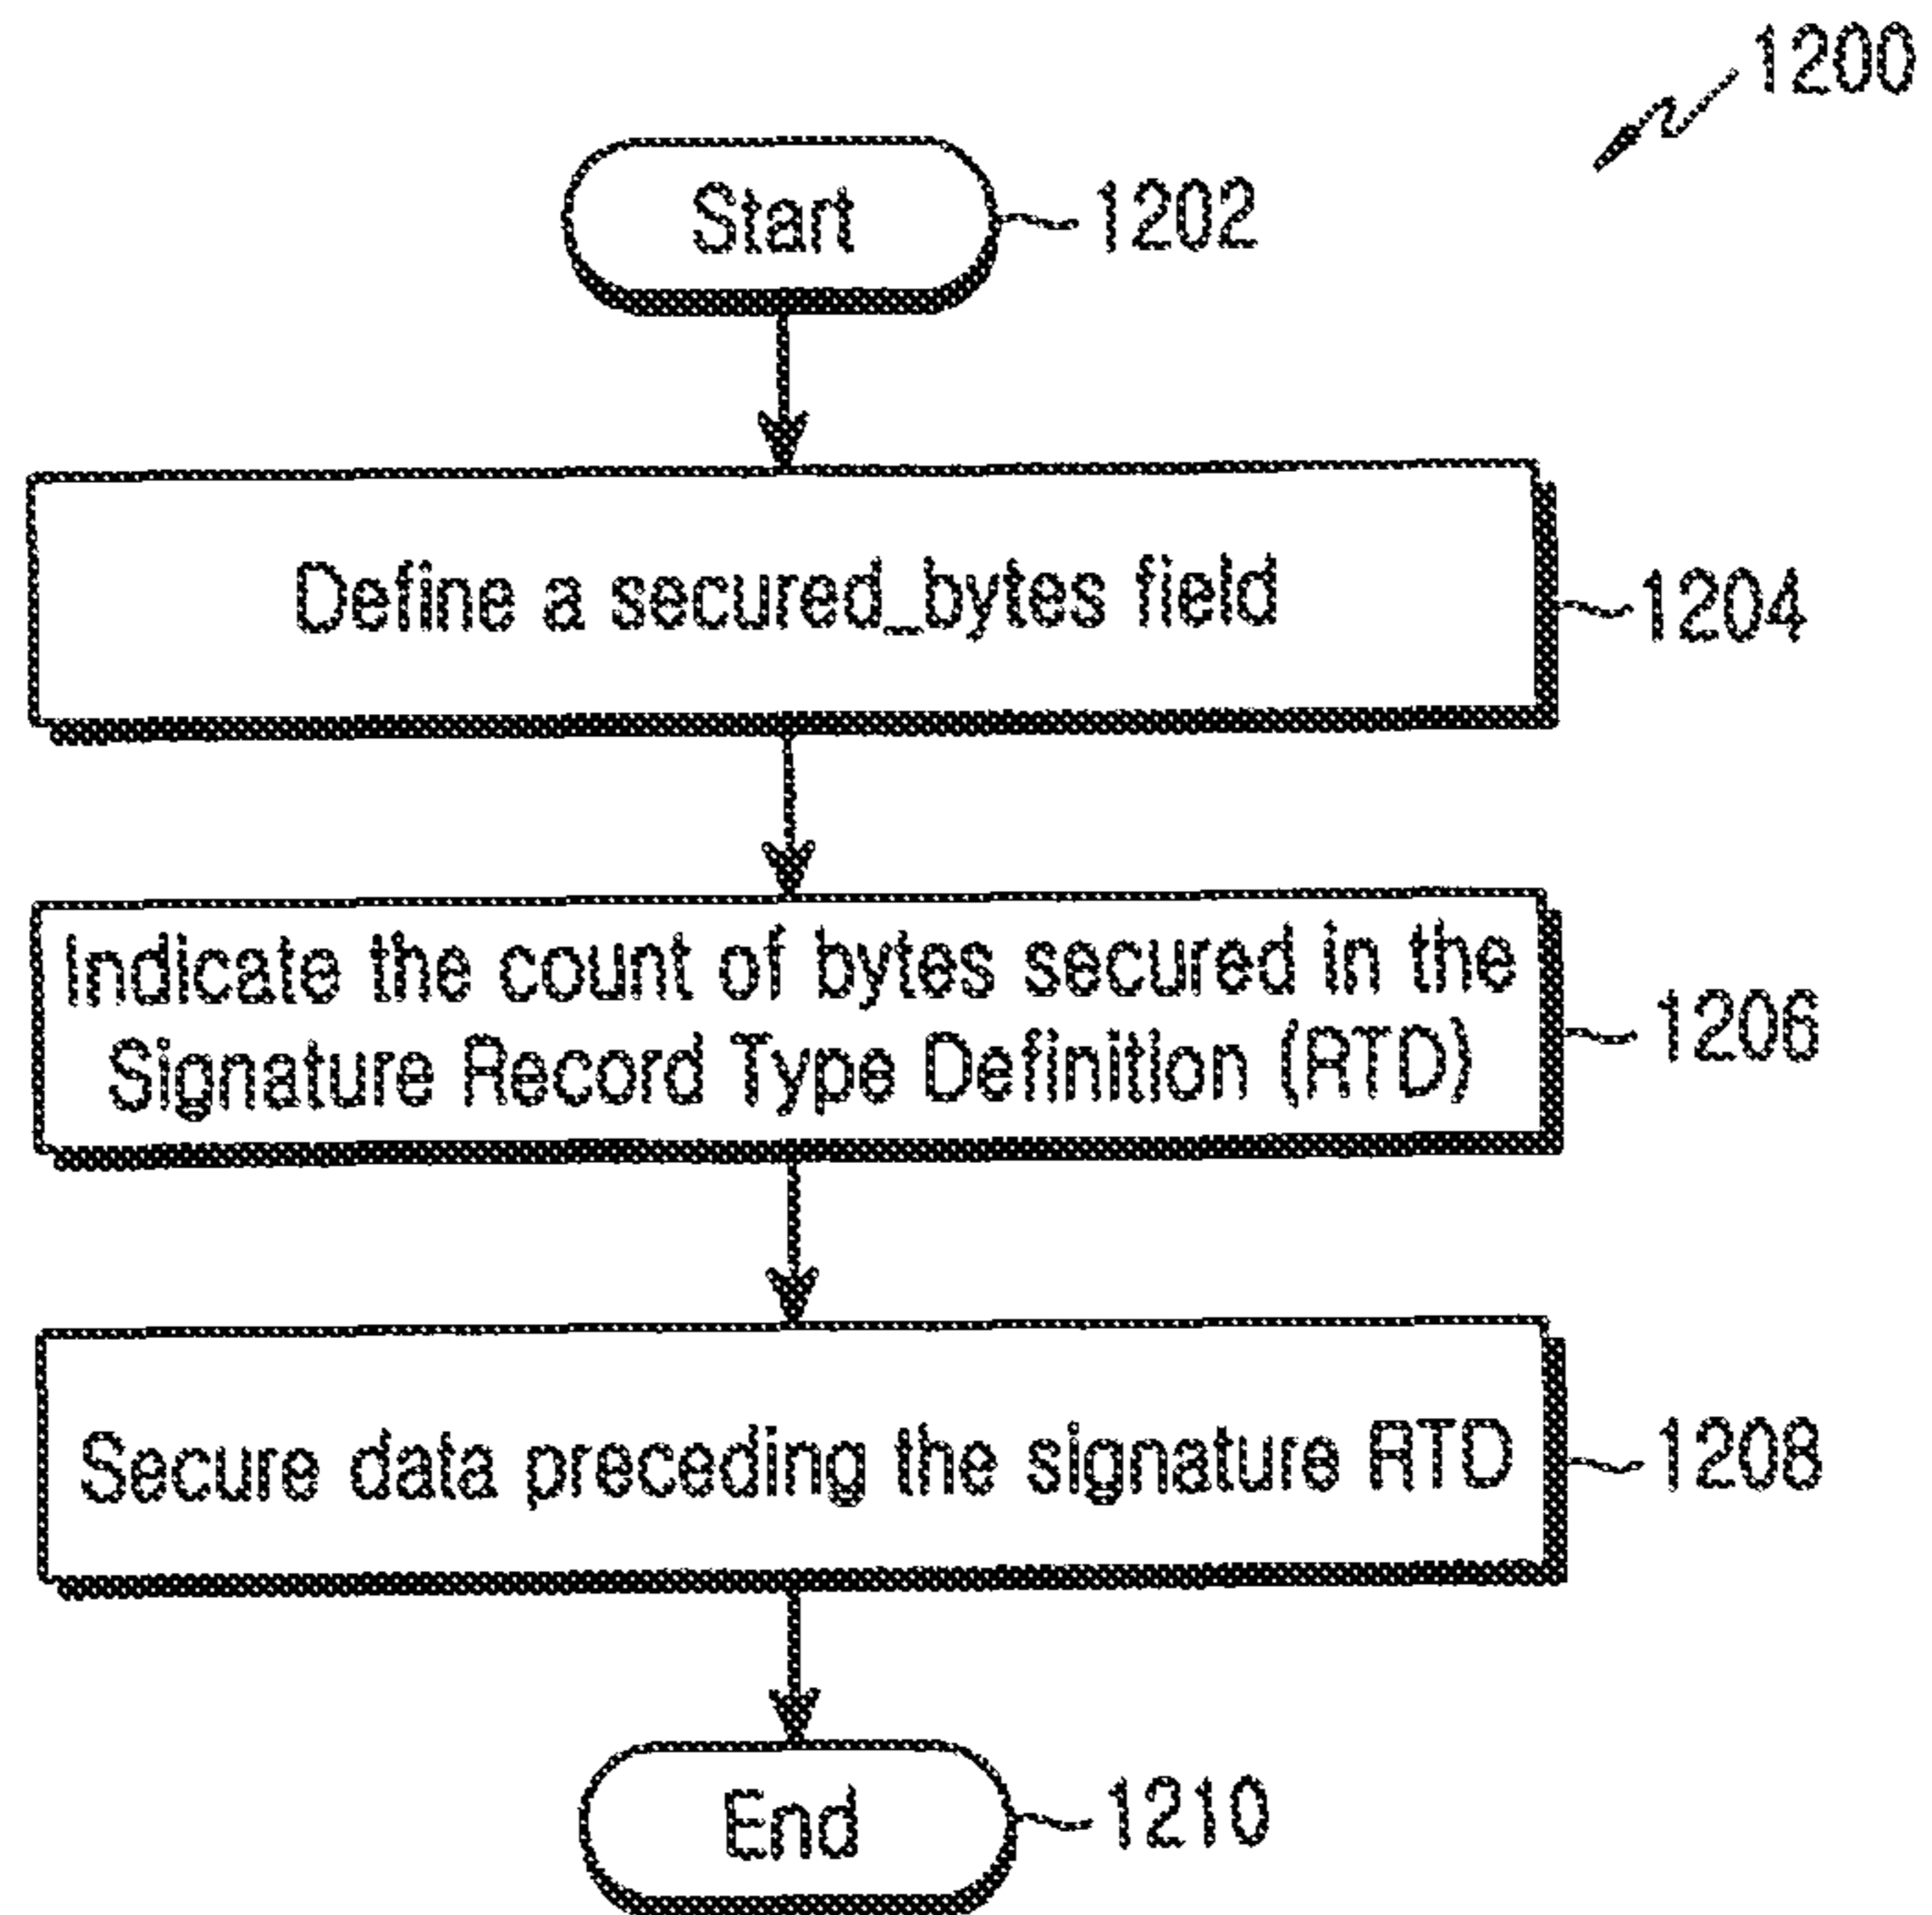 1200
Start
1202
Define a secured_bytes field
1204
Indicate the count of bytes secured in the
Signature Record Type Definition (RTD)
1206
Secure data preceding the signature RTD
1208
End
1210